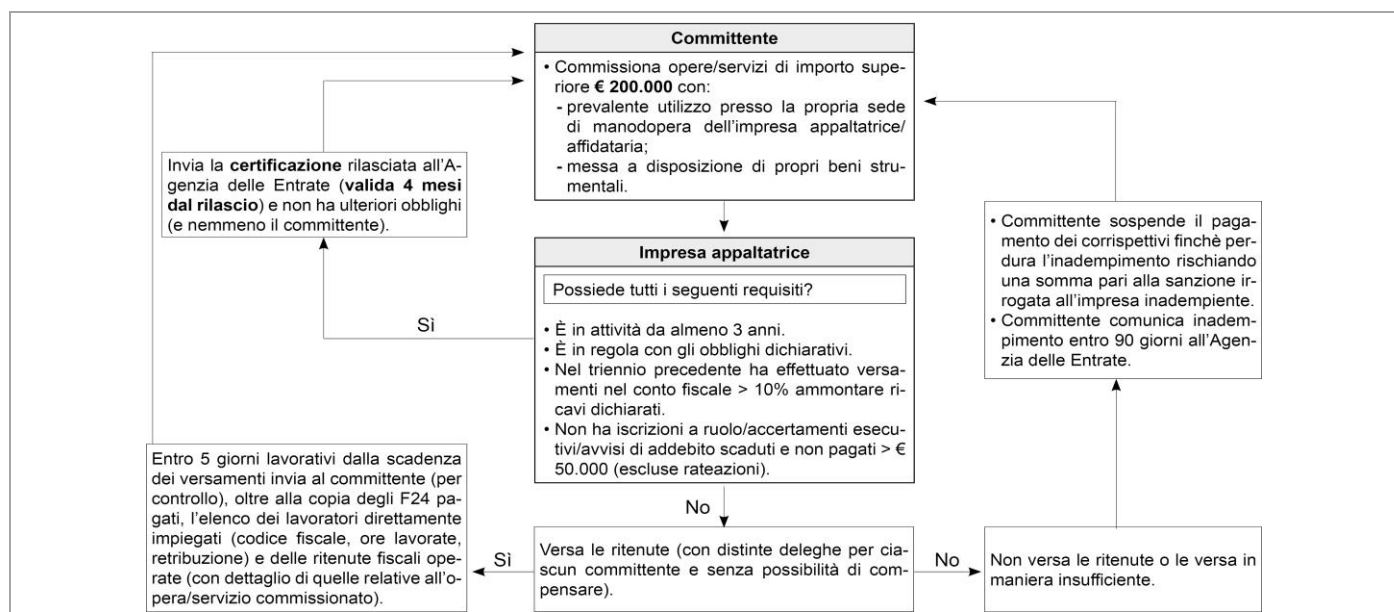 Committente
• Commissiona opere/servizi di importo supe-
riore € 200.000 con:
- prevalente utilizzo presso la propria sede
di manodopera dell’impresa appaltatrice/
affidataria;
- messa a disposizione di propri beni stru-
mentali.
Invia la certificazione rilasciata all’A-
genzia delle Entrate (valida 4 mesi
dal rilascio) e non ha ulteriori obblighi
(e nemmeno il committente).
• Committente sospende il paga-
mento dei corrispettivi finchè per-
dura l’inadempimento rischiando
una somma pari alla sanzione ir-
rogata all’impresa inadempiente.
• Committente comunica inadem-
pimento entro 90 giorni all’Agen-
zia delle Entrate.
Impresa appaltatrice
Possiede tutti i seguenti requisiti?
Sì
• È in attività da almeno 3 anni.
• È in regola con gli obblighi dichiarativi.
• Nel triennio precedente ha effettuato versa-
menti nel conto fiscale > 10% ammontare ri-
cavi dichiarati.
• Non ha iscrizioni a ruolo/accertamenti esecu-
tivi/avvisi di addebito scaduti e non pagati > €
50.000 (escluse rateazioni).
Entro 5 giorni lavorativi dalla scadenza
dei versamenti invia al committente (per
controllo), oltre alla copia degli F24 pa-
gati, l’elenco dei lavoratori direttamente
impiegati (codice fiscale, ore lavorate,
retribuzione) e delle ritenute fiscali ope-
rate (con dettaglio di quelle relative all’o-
pera/servizio commissionato).
No
Sì
Versa le ritenute (con distinte deleghe per cia-
scun committente e senza possibilità di com-
pensare).
No
Non versa le ritenute o le versa in
maniera insufficiente.